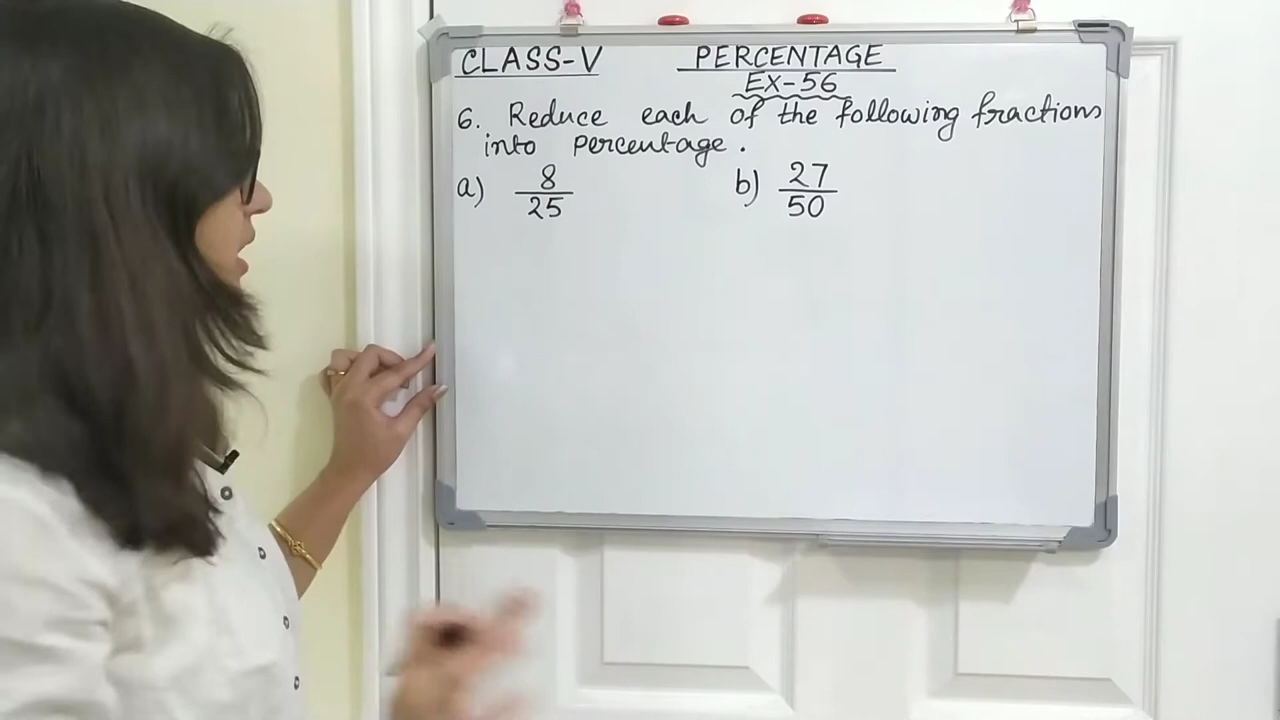 CLASS-V PERCENTAGE
EX-56
6. Reduce each of the following fractions
into percentage.
a) 8/25 b) 27/50